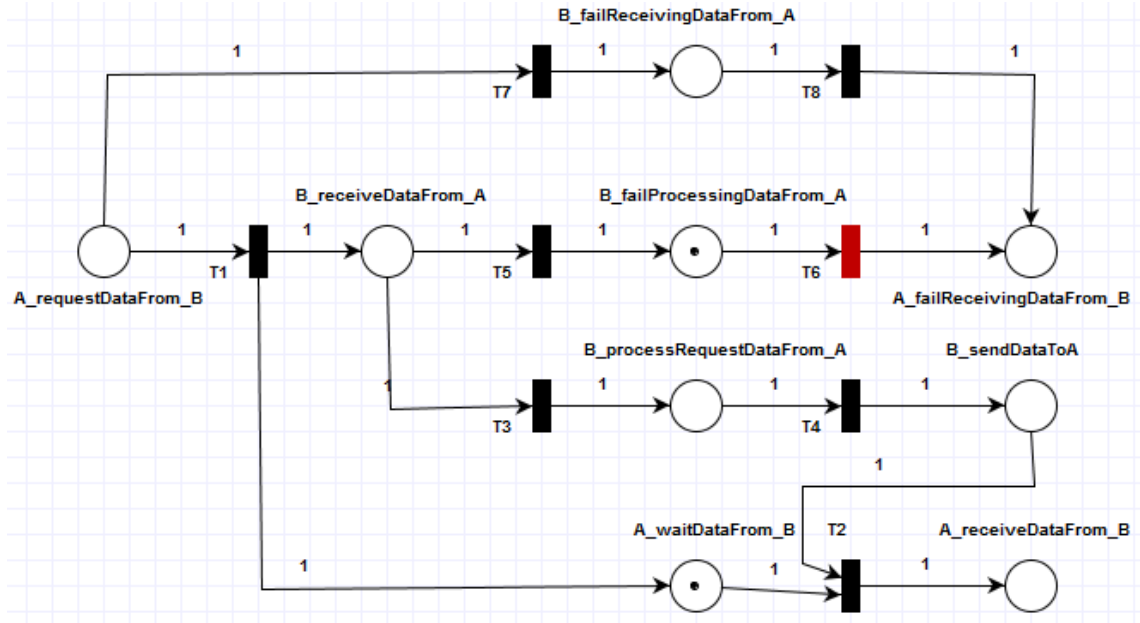 B_failReceivingDataFrom_A
1
1
1
1
T7
T8
B_receiveDataFrom_A
B_failProcessingDataFrom_A
1
1
1
1
1
1
T1
T5
T6
A_requestDataFrom_B
A_failReceivingDataFrom_B
B_processRequestDataFrom_A
B_sendDataToA
1
1
1
1
T3
T4
1
A_waitDataFrom_B
T2
A_receiveDataFrom_B
1
1
1